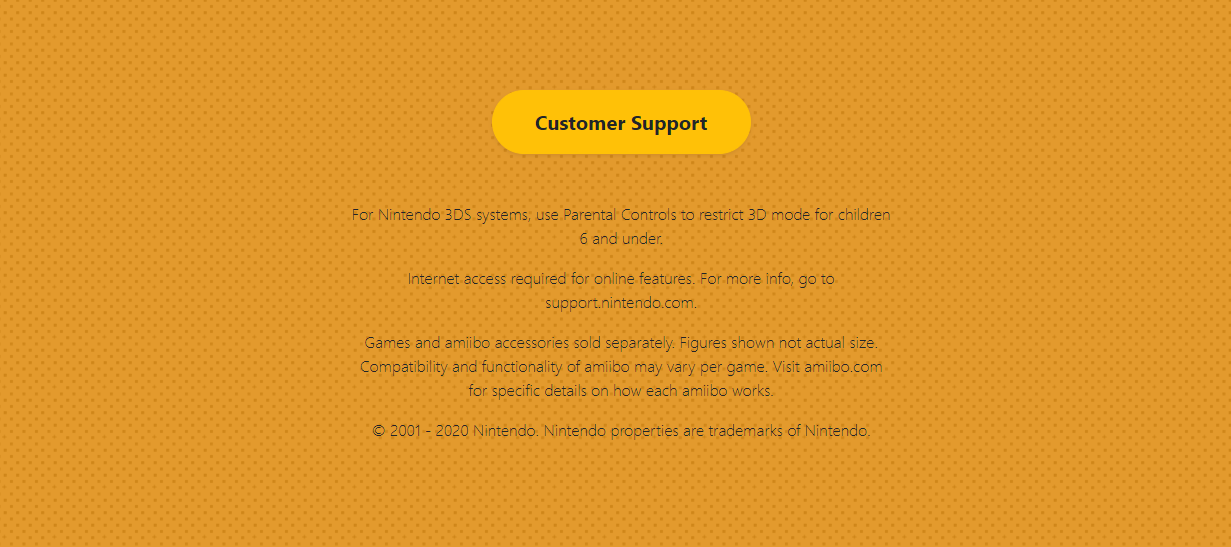 Customer Support
For Nintendo 3DS systems, use Parental Controls to restrict 3D mode for children
6 and under.
Internet access required for online features. For more info, go to
support.nintendo.com.
Games and amiibo accessories sold separately. Figures shown not actual size.
Compatibility and functionality of amiibo may vary per game. Visit amiibo.com
for specific details on how each amiibo works.
© 2001 - 2020 Nintendo. Nintendo properties are trademarks of Nintendo.